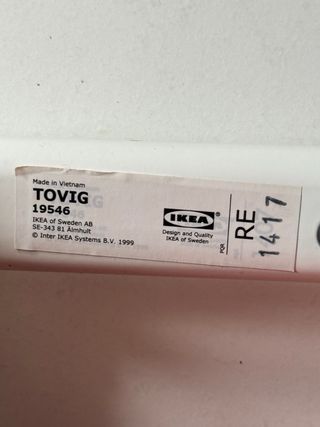 Made in Vietnam
TOVIG
19546
IKEA of Sweden AB
SE-343 81 Älmhult
© Inter IKEA Systems B.V. 1999
IKEA ®
Design and Quality
IKEA of Sweden
PQR
RE
1417